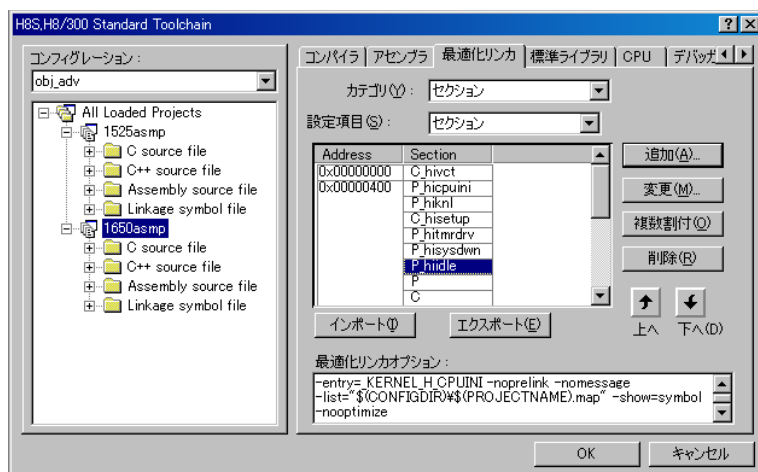 H8S,H8/300 Standard Toolchain
コンフィグレーション :
obj_adv
All Loaded Projects
1525asmp
C source file
C++ source file
Assembly source file
Linkage symbol file
1650asmp
C source file
C++ source file
Assembly source file
Linkage symbol file
コンパイラ アセンブラ 最適化リンカ 標準ライブラリ CPU デバッガ
カテゴリ(Y) : セクション
設定項目(S) : セクション
Address Section
0x00000000 C_hivct
0x00000400 P_hicpuini
P_hiknl
C_hisetup
P_hitmrdrv
P_hisysdwn
P_hiidle
P
C
追加(A)...
変更(M)...
複数割付(O)
削除(R)
上へ 下へ(D)
インポート(I) エクスポート(E)
最適化リンカオプション :
-entry=_KERNEL_H_CPUINI -noprelink -nomessage
-list="$(CONFIGDIR)¥$(PROJECTNAME).map" -show=symbol
-nooptimize
OK キャンセル